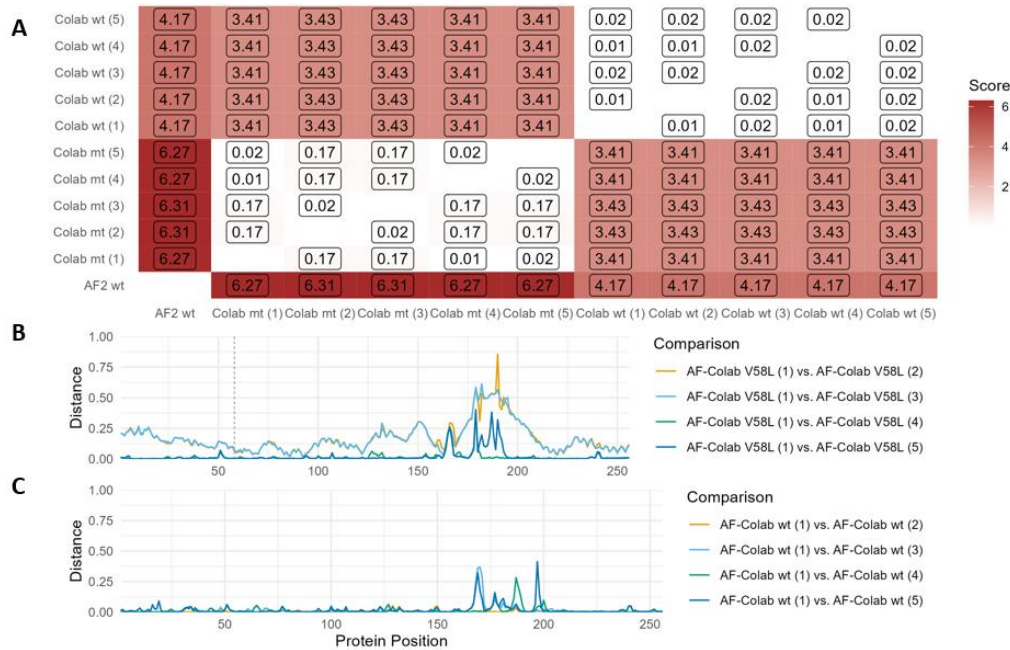 A
Colab wt (5) 4.17 3.41 3.43 3.43 3.41 3.41 0.02 0.02 0.02 0.02
Colab wt (4) 4.17 3.41 3.43 3.43 3.41 3.41 0.01 0.01 0.02 0.02
Colab wt (3) 4.17 3.41 3.43 3.43 3.41 3.41 0.02 0.02 0.02 0.02
Colab wt (2) 4.17 3.41 3.43 3.43 3.41 3.41 0.01 0.02 0.01 0.02
Colab wt (1) 4.17 3.41 3.43 3.43 3.41 3.41 0.01 0.02 0.01 0.02
Colab mt (5) 6.27 0.02 0.17 0.17 0.02 3.41 3.41 3.41 3.41 3.41
Colab mt (4) 6.27 0.01 0.17 0.17 0.02 3.41 3.41 3.41 3.41 3.41
Colab mt (3) 6.31 0.17 0.02 0.17 0.17 3.43 3.43 3.43 3.43 3.43
Colab mt (2) 6.31 0.17 0.02 0.17 0.17 3.43 3.43 3.43 3.43 3.43
Colab mt (1) 6.27 0.17 0.17 0.01 0.02 3.41 3.41 3.41 3.41 3.41
AF2 wt 6.27 6.31 6.31 6.27 6.27 4.17 4.17 4.17 4.17 4.17
AF2 wt Colab mt (1) Colab mt (2) Colab mt (3) Colab mt (4) Colab mt (5) Colab wt (1) Colab wt (2) Colab wt (3) Colab wt (4) Colab wt (5)
Score
6
4
2
B
Distance
1.00
0.75
0.50
0.25
0.00
50 100 150 200 250
Comparison
AF-Colab V58L (1) vs. AF-Colab V58L (2)
AF-Colab V58L (1) vs. AF-Colab V58L (3)
AF-Colab V58L (1) vs. AF-Colab V58L (4)
AF-Colab V58L (1) vs. AF-Colab V58L (5)
C
Distance
1.00
0.75
0.50
0.25
0.00
50 100 150 200 250
Protein Position
Comparison
AF-Colab wt (1) vs. AF-Colab wt (2)
AF-Colab wt (1) vs. AF-Colab wt (3)
AF-Colab wt (1) vs. AF-Colab wt (4)
AF-Colab wt (1) vs. AF-Colab wt (5)